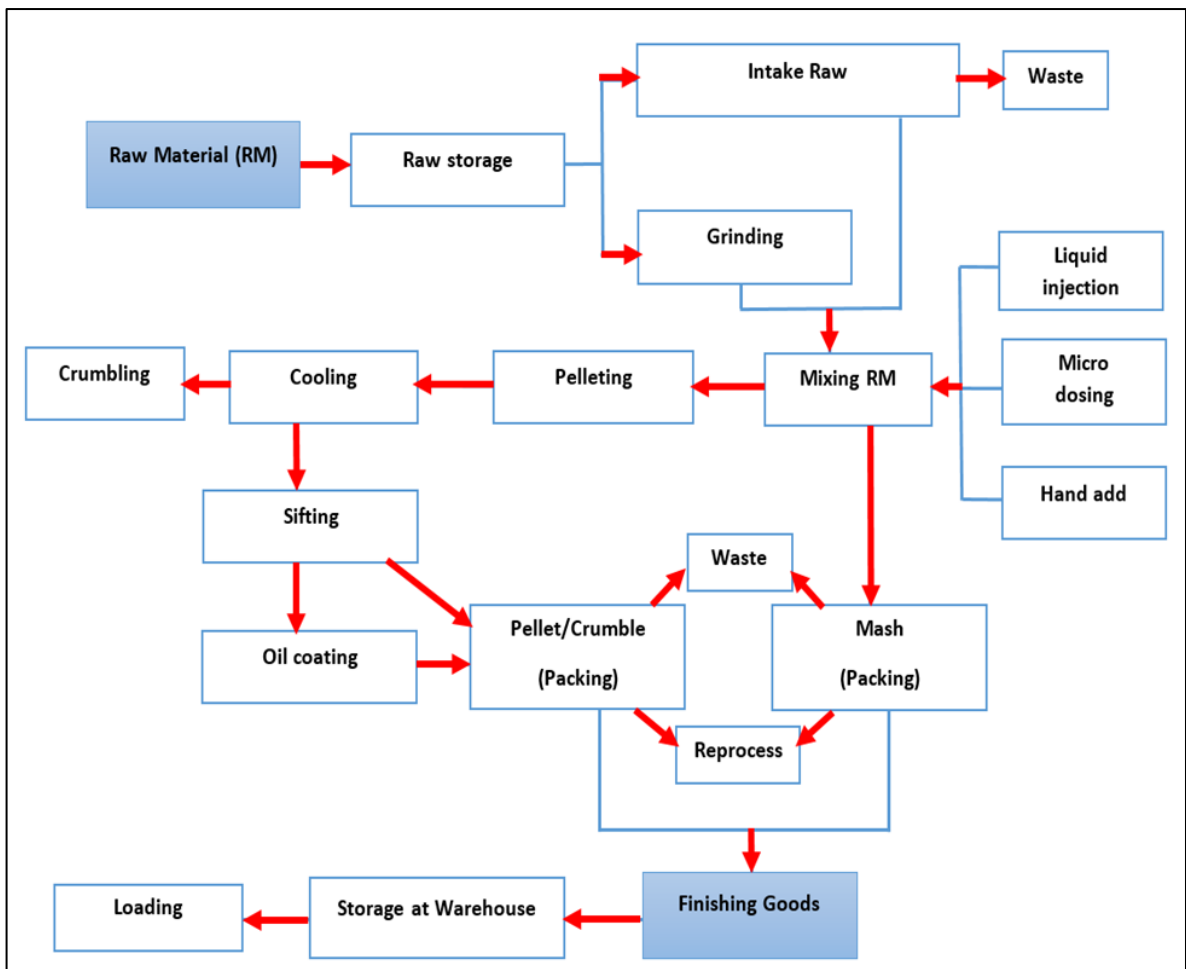 Intake Raw
Waste
Raw Material (RM)
Raw storage
Grinding
Liquid
injection
Crumbling
Cooling
Pelleting
Mixing RM
Micro
dosing
Hand add
Sifting
Waste
Pellet/Crumble
(Packing)
Mash
(Packing)
Oil coating
Reprocess
Loading
Storage at Warehouse
Finishing Goods